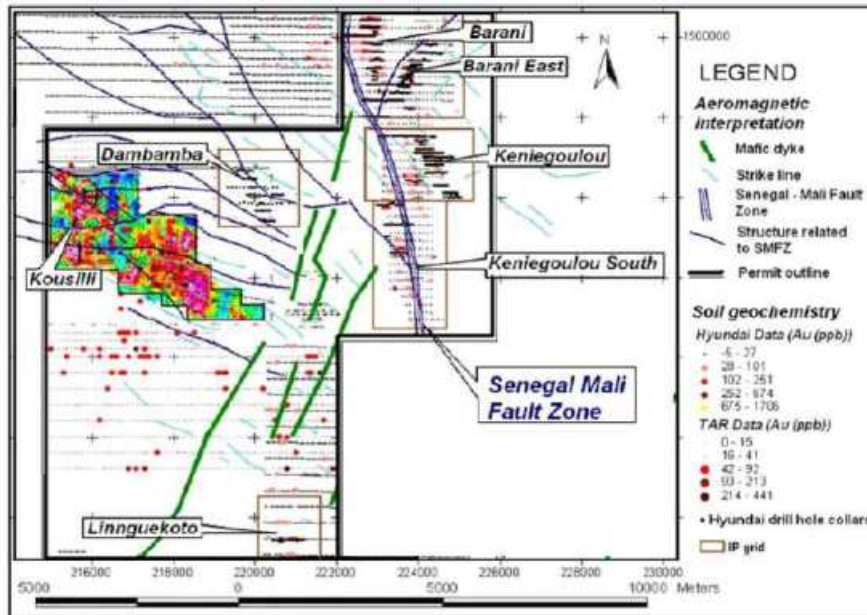 Barani
Barani East
Dambamba
Keniegoulou
Kousilli
Keniegoulou South
Senegal Mali
Fault Zone
Linnguekoto
N
1500000
216000 218000 220000 222000 224000 226000 228000 230000
5000 0 5000 10000 Meters
LEGEND
Aeromagnetic
interpretation
Mafic dyke
Strike line
Senegal - Mali Fault
Zone
Structure related
to SMFZ
Permit outline
Soil geochemistry
Hyundai Data (Au (ppb))
28 - 101
102 - 251
252 - 674
TAR Data (Au (ppb))
0 - 15
16 - 41
42 - 92
93 - 213
214 - 441
Hyundai drill hole collars
IP grid